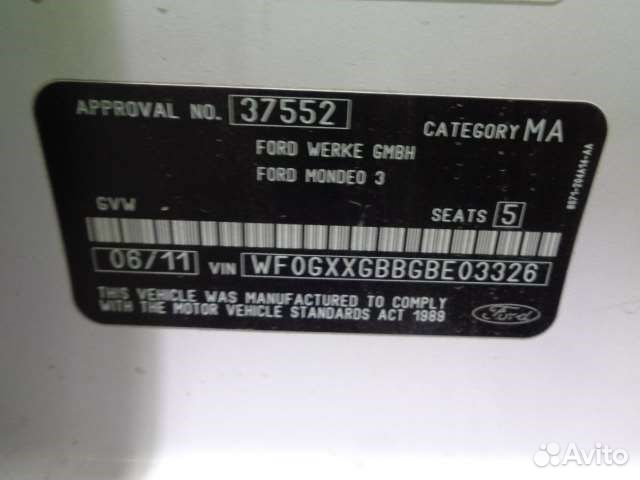 APPROVAL NO. 37552
CATEGORY MA
FORD WERKE GMBH
FORD MONDEO 3
GVW
SEATS 5
06/11 VIN WF0GXXGBBGBE03326
THIS VEHICLE WAS MANUFACTURED TO COMPLY
WITH THE MOTOR VEHICLE STANDARDS ACT 1989
Ford
Avito